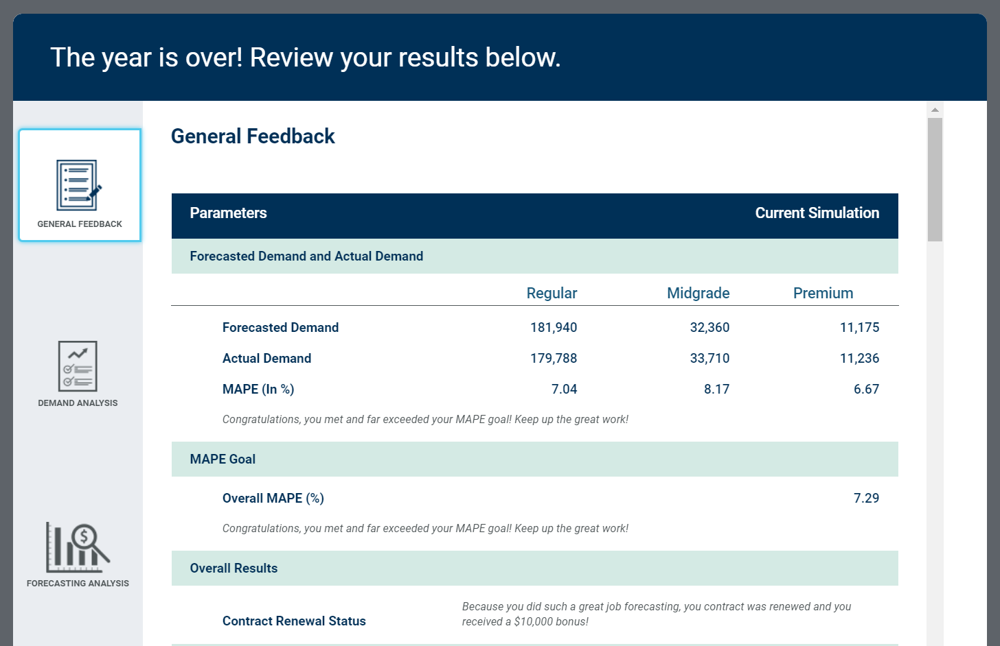 The year is over! Review your results below.
GENERAL FEEDBACK
DEMAND ANALYSIS
FORECASTING ANALYSIS
General Feedback
Parameters Current Simulation
Forecasted Demand and Actual Demand
Regular Midgrade Premium
Forecasted Demand 181,940 32,360 11,175
Actual Demand 179,788 33,710 11,236
MAPE (In %) 7.04 8.17 6.67
Congratulations, you met and far exceeded your MAPE goal! Keep up the great work!
MAPE Goal
Overall MAPE (%) 7.29
Congratulations, you met and far exceeded your MAPE goal! Keep up the great work!
Overall Results
Contract Renewal Status
Because you did such a great job forecasting, you contract was renewed and you
received a $10,000 bonus!